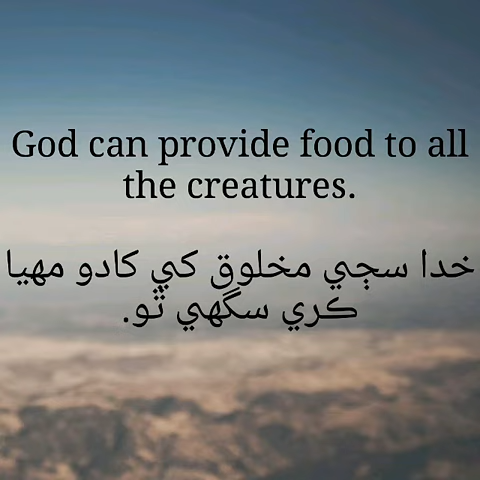 God can provide food to all
the creatures.
خدا سڄي مخلوق کي کادو مهيا
ڪري سگهي ٿو.